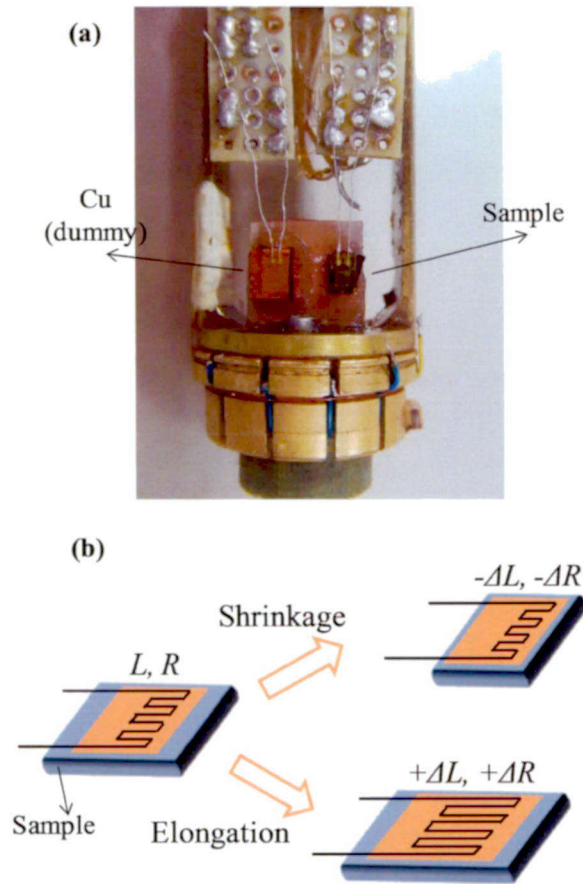 (a)
Cu
(dummy)
Sample
(b)
-ΔL, -ΔR
Shrinkage
L, R
+ΔL, +ΔR
Sample
Elongation